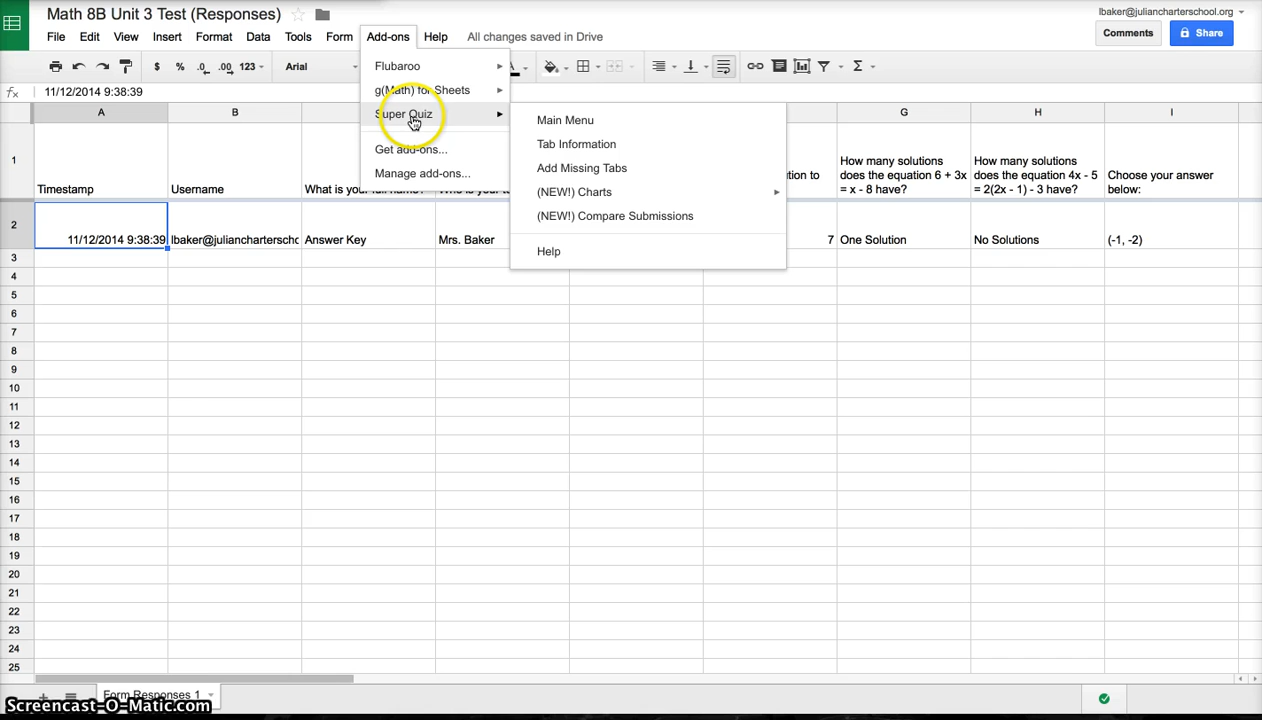 Math 8B Unit 3 Test (Responses)
lbaker@juliancharterschool.org
File Edit View Insert Format Data Tools Form Add-ons Help All changes saved in Drive
Comments Share
$ % .0 .00 123 Arial
Flubaroo
g(Math) for Sheets
Super Quiz
Get add-ons...
Manage add-ons...
Main Menu
Tab Information
Add Missing Tabs
(NEW!) Charts
(NEW!) Compare Submissions
Help
fx 11/12/2014 9:38:39
A B G H I
1
Timestamp
Username
What is your full name?
How many solutions
does the equation 6 + 3x
= x - 8 have?
How many solutions
does the equation 4x - 5
= 2(2x - 1) - 3 have?
Choose your answer
below:
2 11/12/2014 9:38:39 lbaker@juliancharterscho Answer Key Mrs. Baker 7 One Solution No Solutions (-1, -2)
3
4
5
6
7
8
9
10
11
12
13
14
15
16
17
18
19
20
21
22
23
24
25
Form Responses 1
Screencast-O-Matic.com